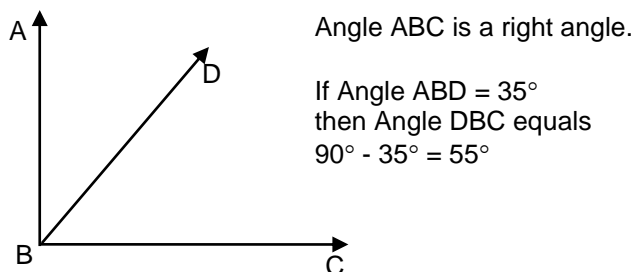 A
Angle ABC is a right angle.
D
If Angle ABD = 35°
then Angle DBC equals
90° - 35° = 55°
B
C